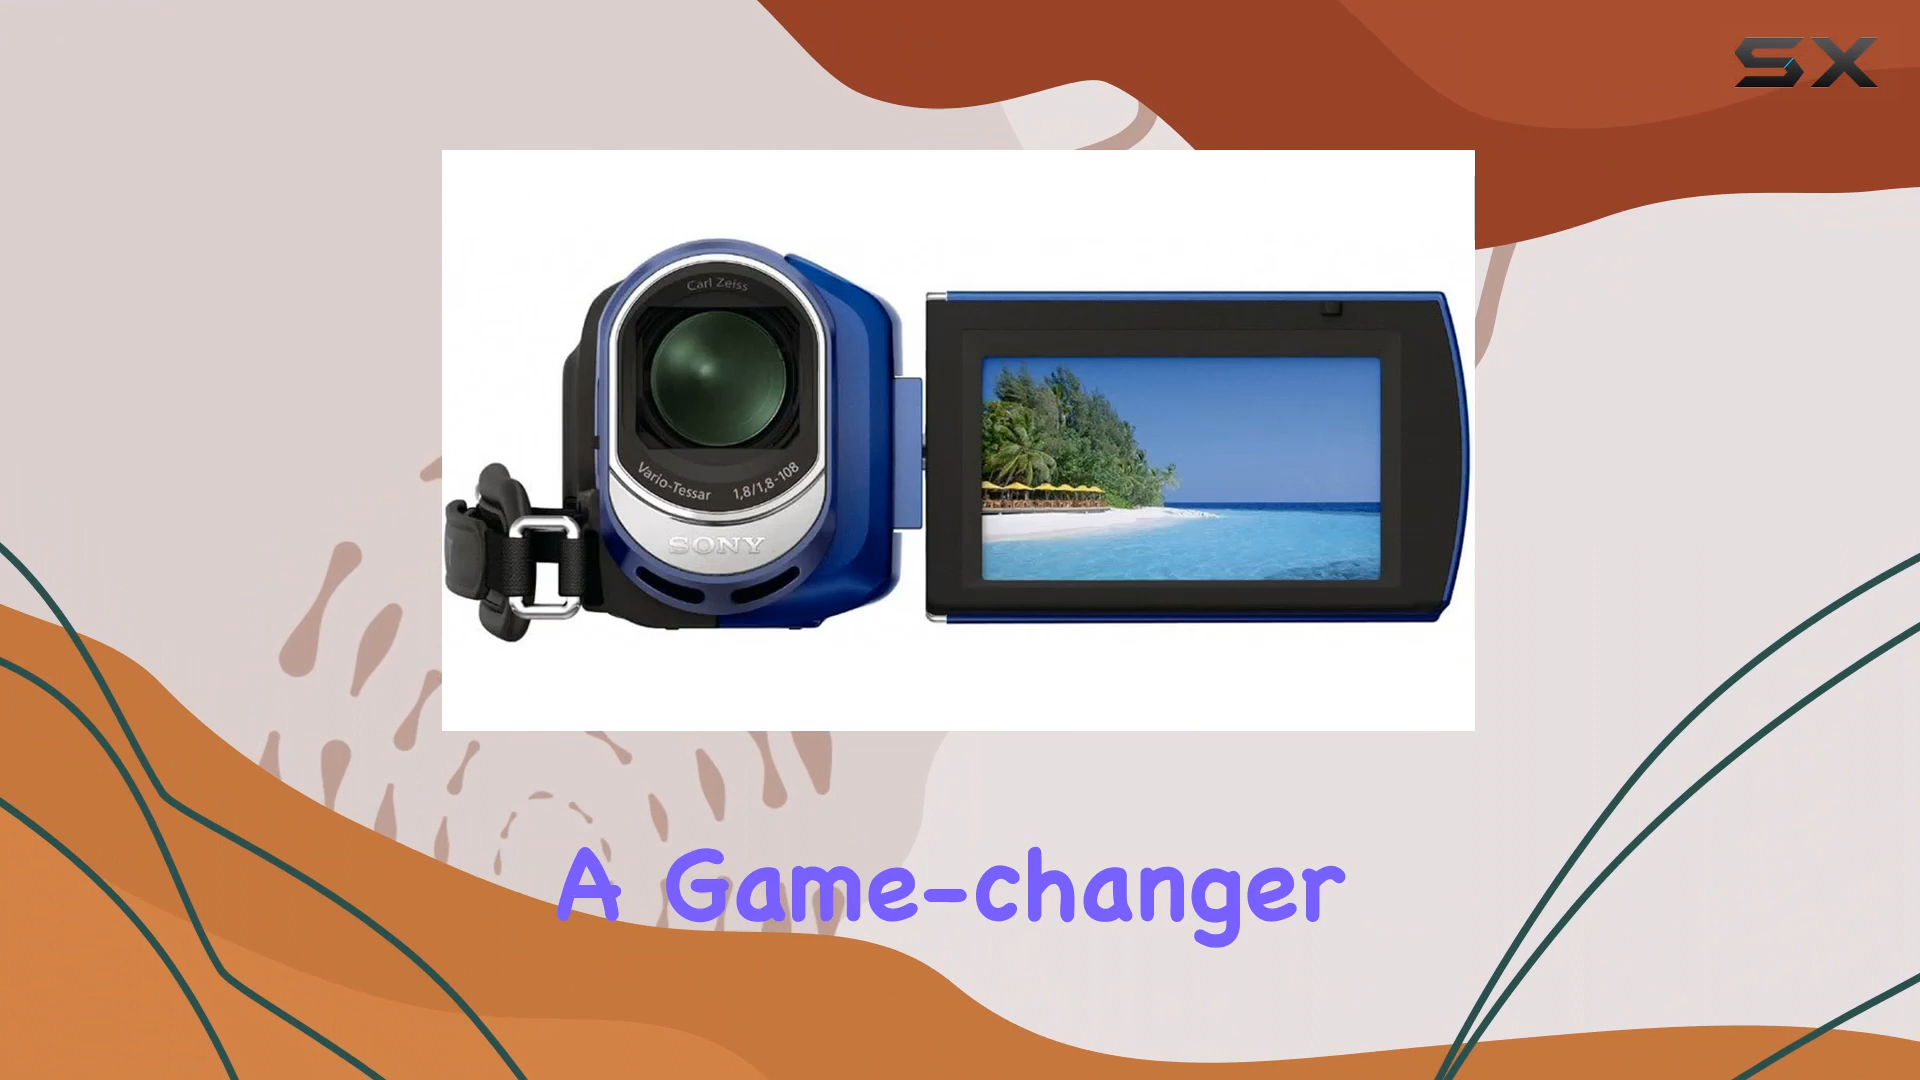 SX
Carl Zeiss
Vario-Tessar 1,8/1,8-108
SONY
A Game-changer